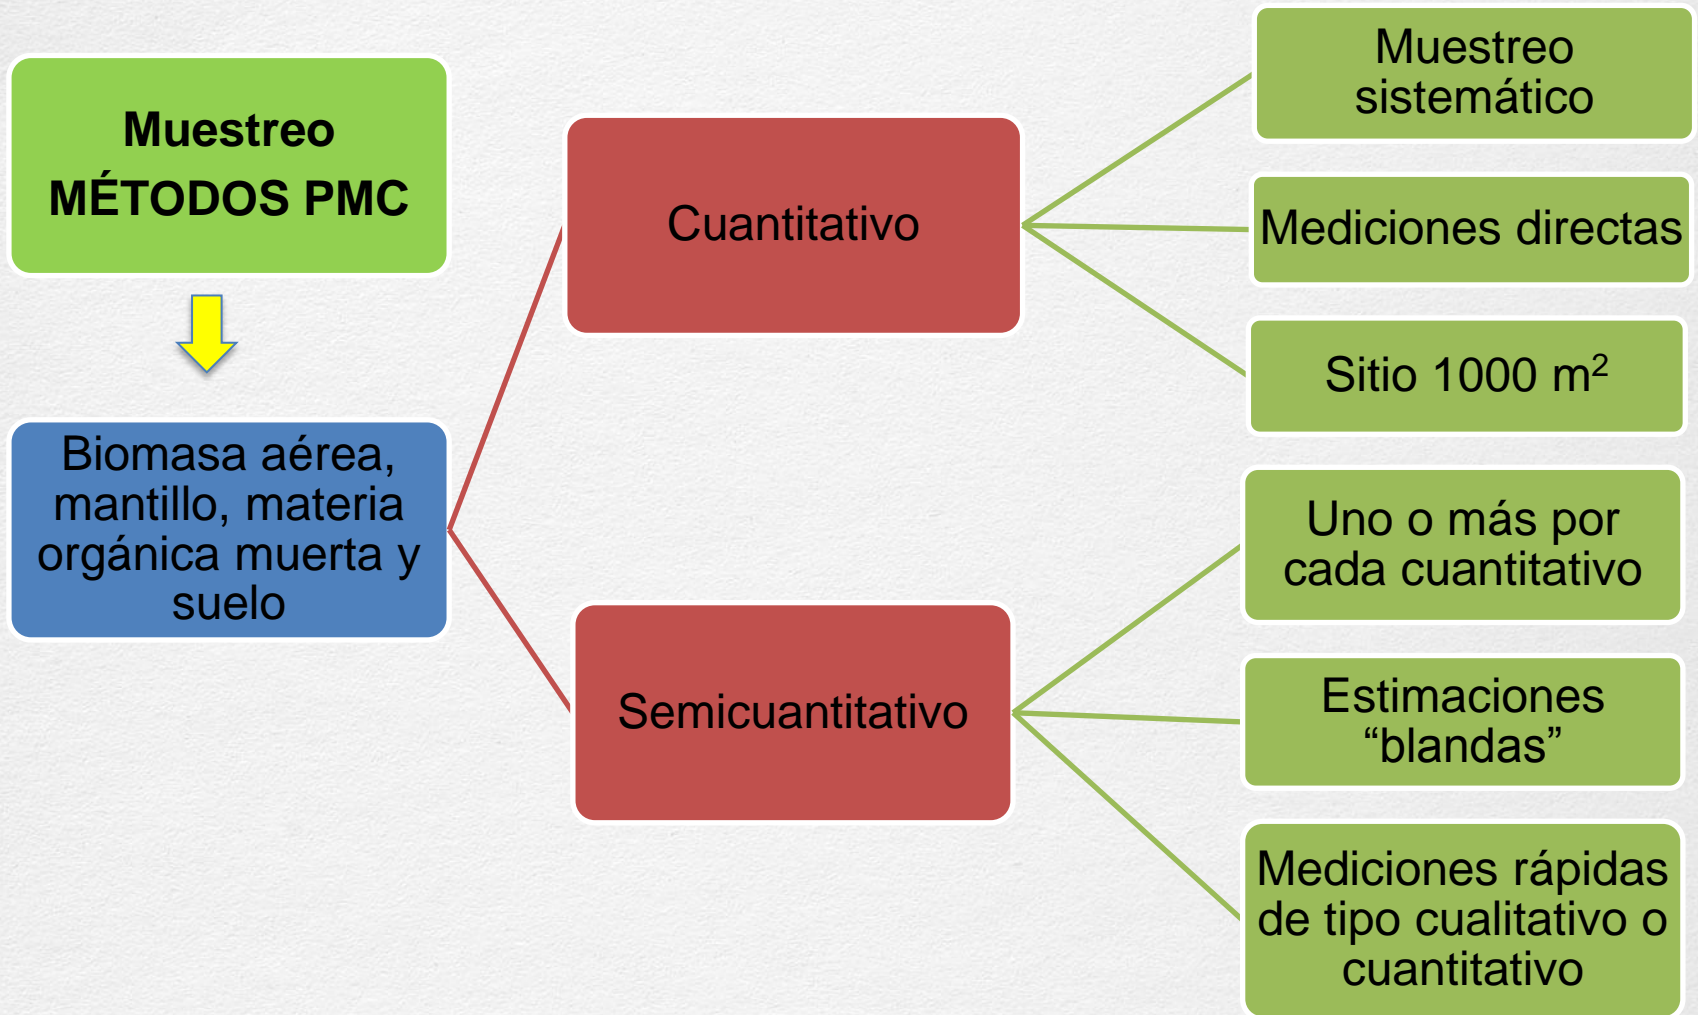 Muestreo
MÉTODOS PMC
Biomasa aérea,
mantillo, materia
orgánica muerta y
suelo
Cuantitativo
Muestreo
sistemático
Mediciones directas
Sitio 1000 m²
Semicuantitativo
Uno o más por
cada cuantitativo
Estimaciones
“blandas”
Mediciones rápidas
de tipo cualitativo o
cuantitativo